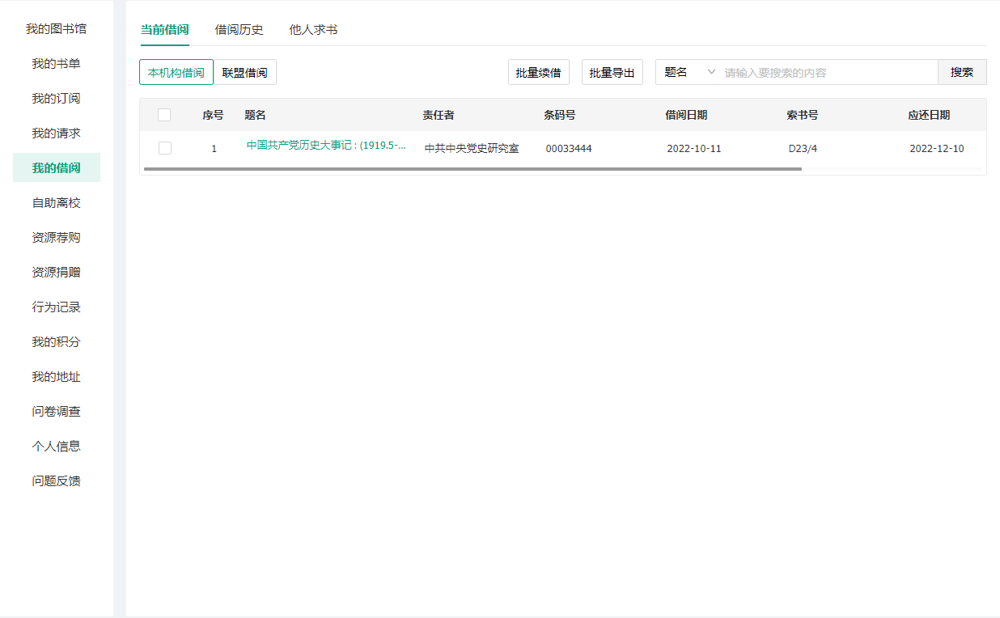 我的图书馆
我的书单
我的订阅
我的请求
我的借阅
自助离校
资源荐购
资源捐赠
行为记录
我的积分
我的地址
问卷调查
个人信息
问题反馈
当前借阅 借阅历史 他人求书
本机构借阅 联盟借阅 批量续借 批量导出 题名 请输入要搜索的内容 搜索
序号 题名 责任者 条码号 借阅日期 索书号 应还日期
1 中国共产党历史大事记 : (1919.5-... 中共中央党史研究室 00033444 2022-10-11 D23/4 2022-12-10